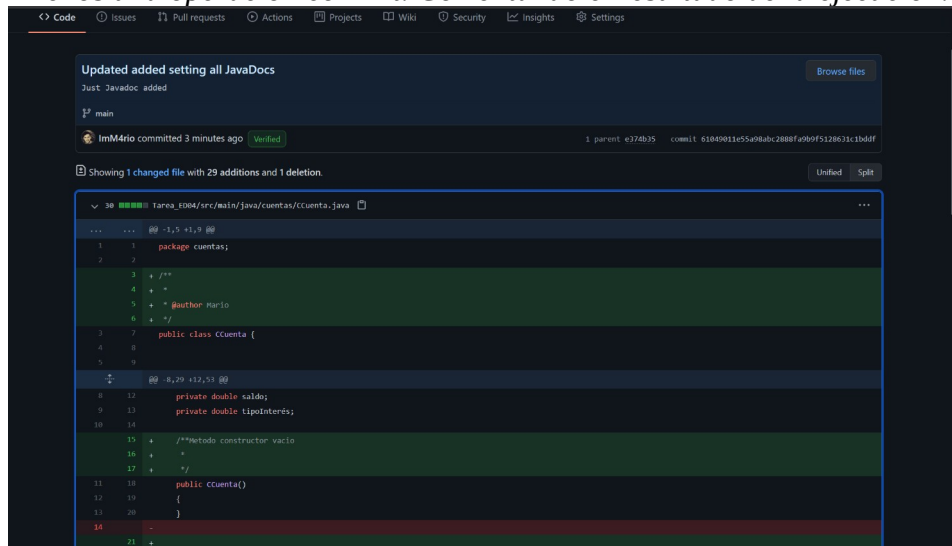 <> Code Issues Pull requests Actions Projects Wiki Security Insights Settings
Updated added setting all JavaDocs
Browse files
Just Javadoc added
main
ImM4rio committed 3 minutes ago Verified
1 parent e374b35 commit 61049011e55a98abc2888fa9b9f5128631c1bddf
Showing 1 changed file with 29 additions and 1 deletion.
Unified Split
30 Tarea_ED04/src/main/java/cuentas/CCuenta.java ...
... ... @@ -1,5 +1,9 @@
1 1 package cuentas;
2 2
3 + /**
4 + *
5 + * @author Mario
6 + */
3 7 public class CCuenta {
4 8
5 9
@@ -8,29 +12,53 @@
8 12 private double saldo;
9 13 private double tipoInterés;
10 14
15 + /**Metodo constructor vacio
16 + *
17 + */
11 18 public CCuenta()
12 19 {
13 20 }
14 -
21 +